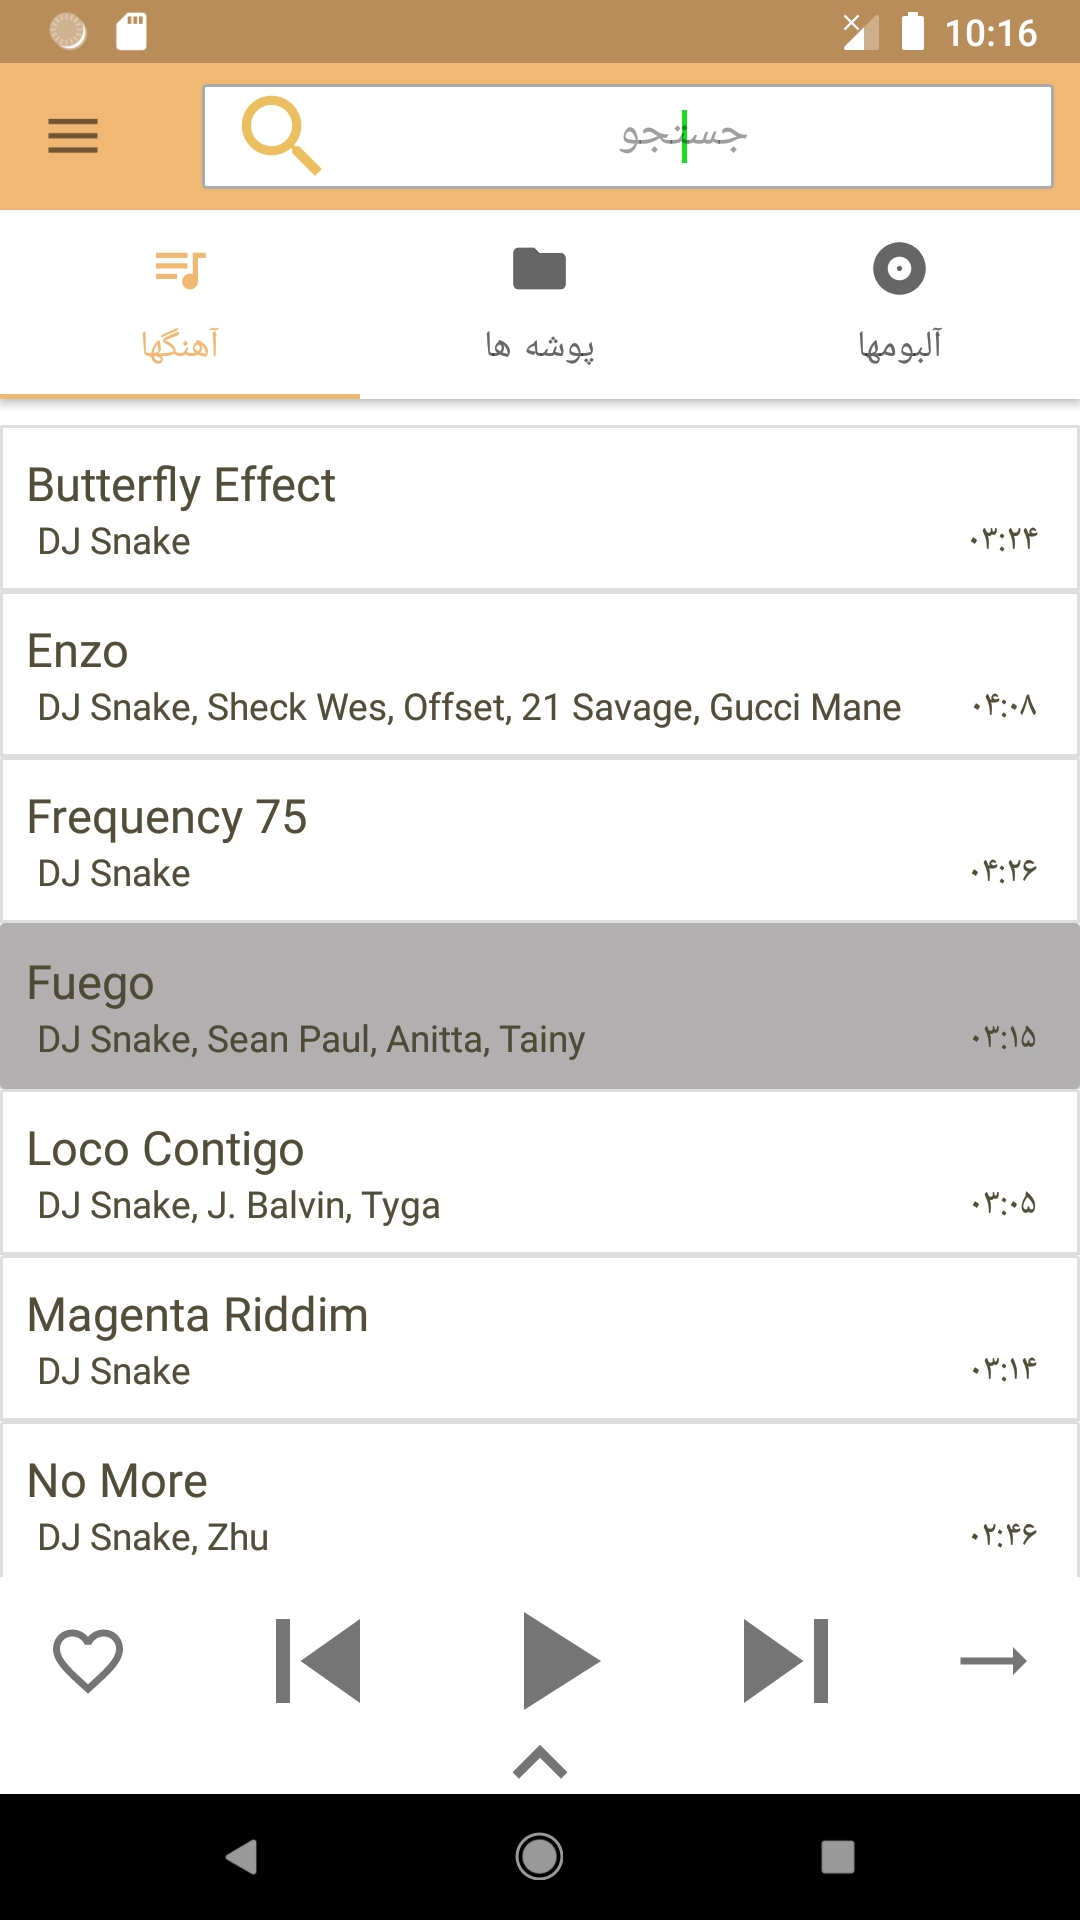 10:16
جستجو
آهنگها
پوشه ها
آلبومها
Butterfly Effect
DJ Snake
۰۳:۲۴
Enzo
DJ Snake, Sheck Wes, Offset, 21 Savage, Gucci Mane
۰۴:۰۸
Frequency 75
DJ Snake
۰۴:۲۶
Fuego
DJ Snake, Sean Paul, Anitta, Tainy
۰۳:۱۵
Loco Contigo
DJ Snake, J. Balvin, Tyga
۰۳:۰۵
Magenta Riddim
DJ Snake
۰۳:۱۴
No More
DJ Snake, Zhu
۰۲:۴۶